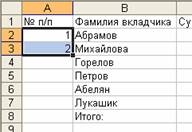 A B
1 № п/п Фамилия вкладчика Су
2 1 Абрамов
3 2 Михайлова
4 Горелов
5 Петров
6 Абелян
7 Лукашик
8 Итого: